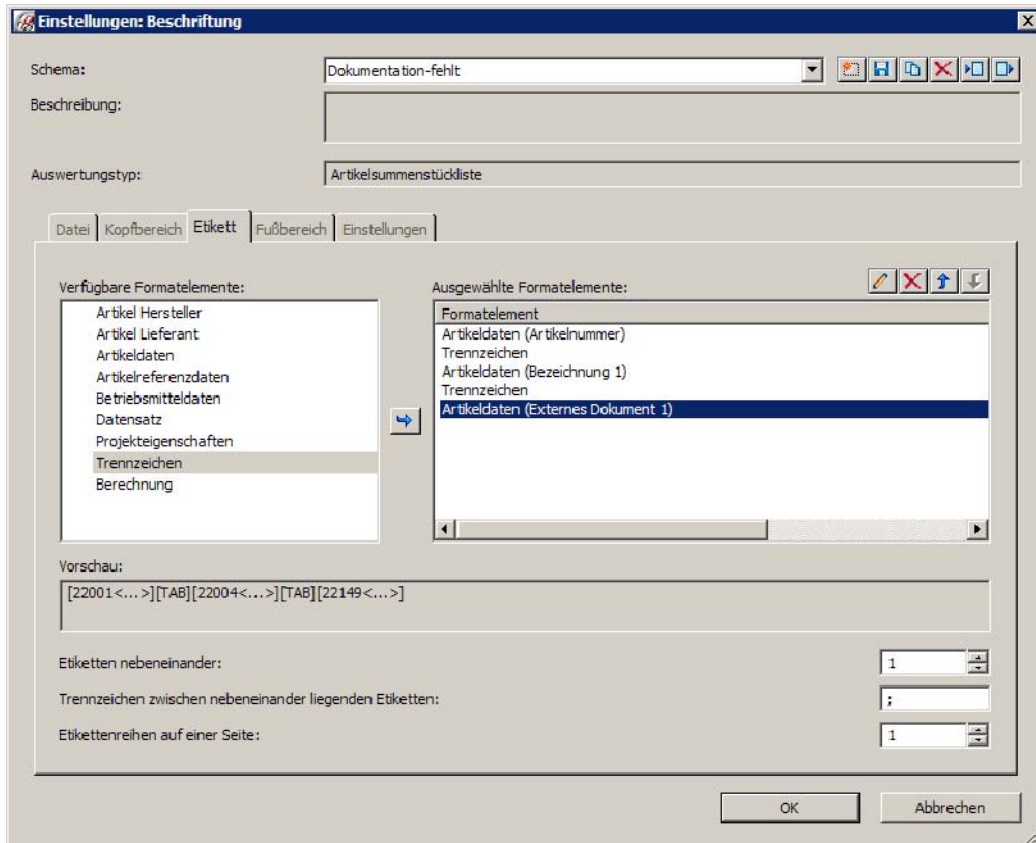 Einstellungen: Beschriftung
Schema:
Dokumentation-fehlt
Beschreibung:
Auswertungstyp:
Artikelsummenstückliste
Datei Kopfbereich Etikett Fußbereich Einstellungen
Verfügbare Formatelemente:
Artikel Hersteller
Artikel Lieferant
Artikeldaten
Artikelreferenzdaten
Betriebsmitteldaten
Datensatz
Projekteigenschaften
Trennzeichen
Berechnung
Ausgewählte Formatelemente:
Formatelement
Artikeldaten (Artikelnummer)
Trennzeichen
Artikeldaten (Bezeichnung 1)
Trennzeichen
Artikeldaten (Externes Dokument 1)
Vorschau:
[22001<...>][TAB][22004<...>][TAB][22149<...>]
Etiketten nebeneinander:
1
Trennzeichen zwischen nebeneinander liegenden Etiketten:
;
Etikettenreihen auf einer Seite:
1
OK
Abbrechen